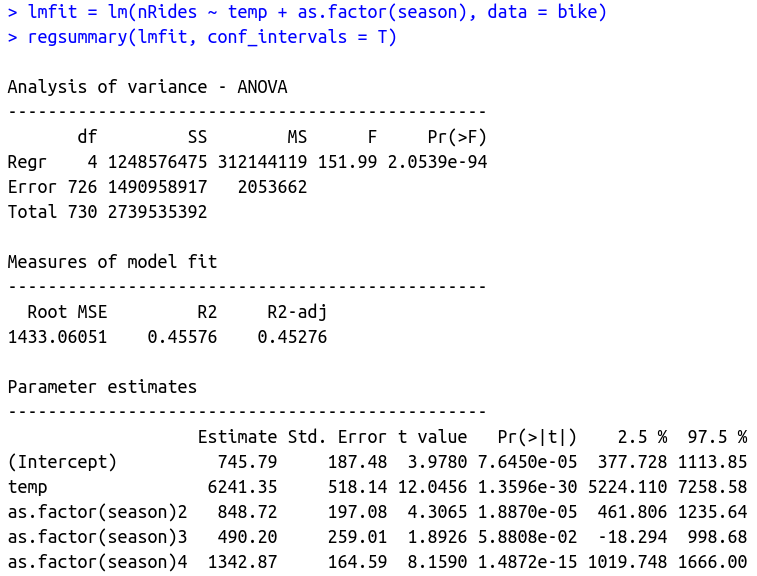 > lmfit = lm(nRides ~ temp + as.factor(season), data = bike)
> regsummary(lmfit, conf_intervals = T)

Analysis of variance - ANOVA
------------------------------------------------
       df         SS        MS      F     Pr(>F)
Regr    4 1248576475 312144119 151.99 2.0539e-94
Error 726 1490958917   2053662
Total 730 2739535392

Measures of model fit
------------------------------------------------
  Root MSE         R2     R2-adj
1433.06051    0.45576    0.45276

Parameter estimates
------------------------------------------------
                   Estimate Std. Error t value   Pr(>|t|)    2.5 %  97.5 %
(Intercept)          745.79     187.48  3.9780 7.6450e-05  377.728 1113.85
temp                6241.35     518.14 12.0456 1.3596e-30 5224.110 7258.58
as.factor(season)2   848.72     197.08  4.3065 1.8870e-05  461.806 1235.64
as.factor(season)3   490.20     259.01  1.8926 5.8808e-02  -18.294  998.68
as.factor(season)4  1342.87     164.59  8.1590 1.4872e-15 1019.748 1666.00